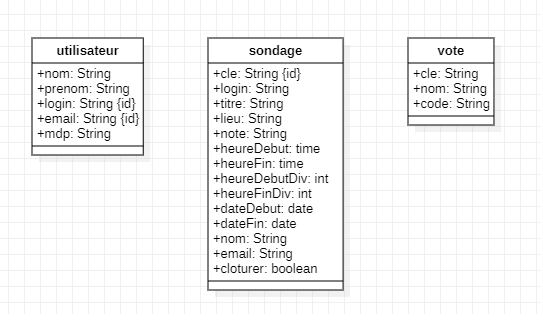 utilisateur
+nom: String
+prenom: String
+login: String {id}
+email: String {id}
+mdp: String
sondage
+cle: String {id}
+login: String
+titre: String
+lieu: String
+note: String
+heureDebut: time
+heureFin: time
+heureDebutDiv: int
+heureFinDiv: int
+dateDebut: date
+dateFin: date
+nom: String
+email: String
+cloturer: boolean
vote
+cle: String
+nom: String
+code: String